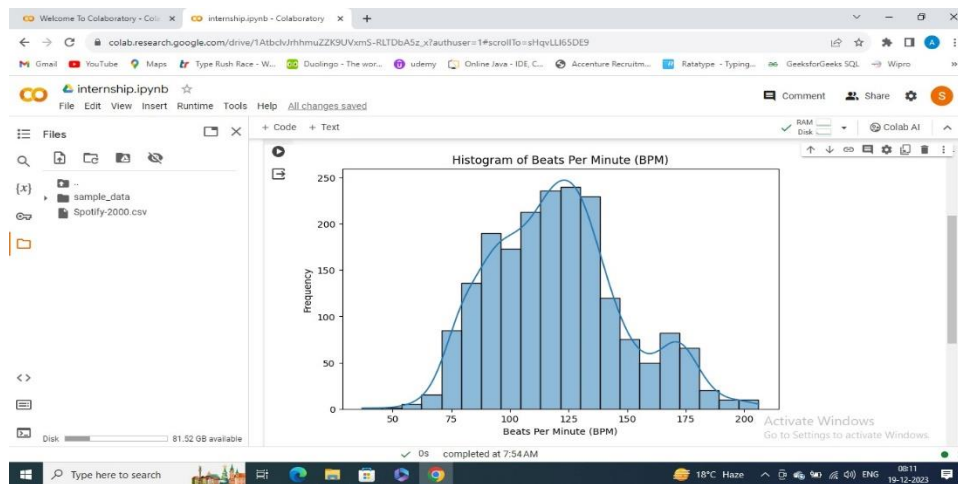 Welcome To Colaboratory - Col
internship.ipynb - Colaboratory
colab.research.google.com/drive/1AtbclvJrhhmuZZK9UVxmS-RLTDbA5z_x?authuser=1#scrollTo=sHqvLLI65DE9
Gmail YouTube Maps Type Rush Race - W... Duolingo - The wor... udemy Online Java - IDE, C... Accenture Recruitm... Ratatype - Typing... GeeksforGeeks SQL Wipro
internship.ipynb
Comment Share S
File Edit View Insert Runtime Tools Help All changes saved
Files
+ Code + Text
RAM
Disk
Colab AI
..
sample_data
Spotify-2000.csv
{x}
Histogram of Beats Per Minute (BPM)
250
200
150
100
50
0
Frequency
50 75 100 125 150 175 200
Beats Per Minute (BPM)
Activate Windows
Go to Settings to activate Windows.
Disk 81.52 GB available
0s completed at 7:54 AM
Type here to search
18°C Haze
ENG
08:11
19-12-2023